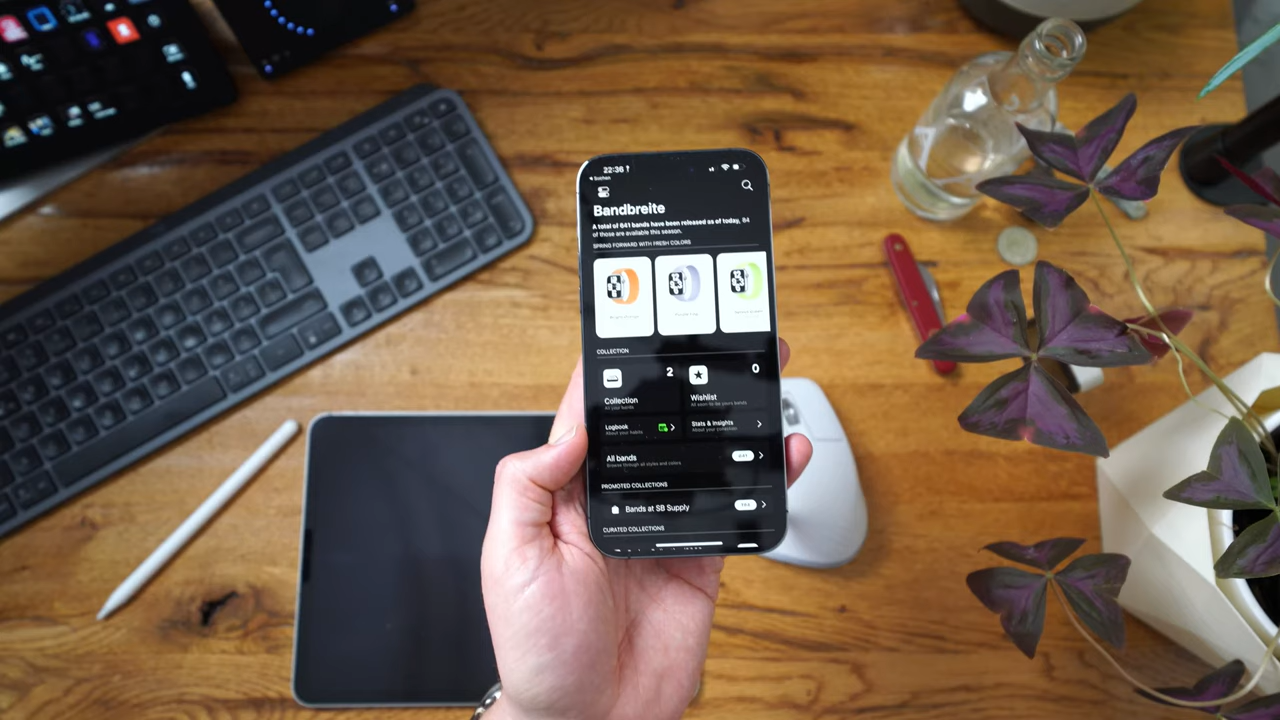 22:36
Suchen
Bandbreite
A total of 641 bands have been released as of today, 84
of those are available this season.
SPRING FORWARD WITH FRESH COLORS
COLLECTION
2
0
Collection
All your bands
Wishlist
All soon to be yours bands
Logbook
About your habits
Stats & Insights
About your collection
All bands
641
Browse through all styles and colors
PROMOTED COLLECTIONS
Bands at SB Supply
CURATED COLLECTIONS